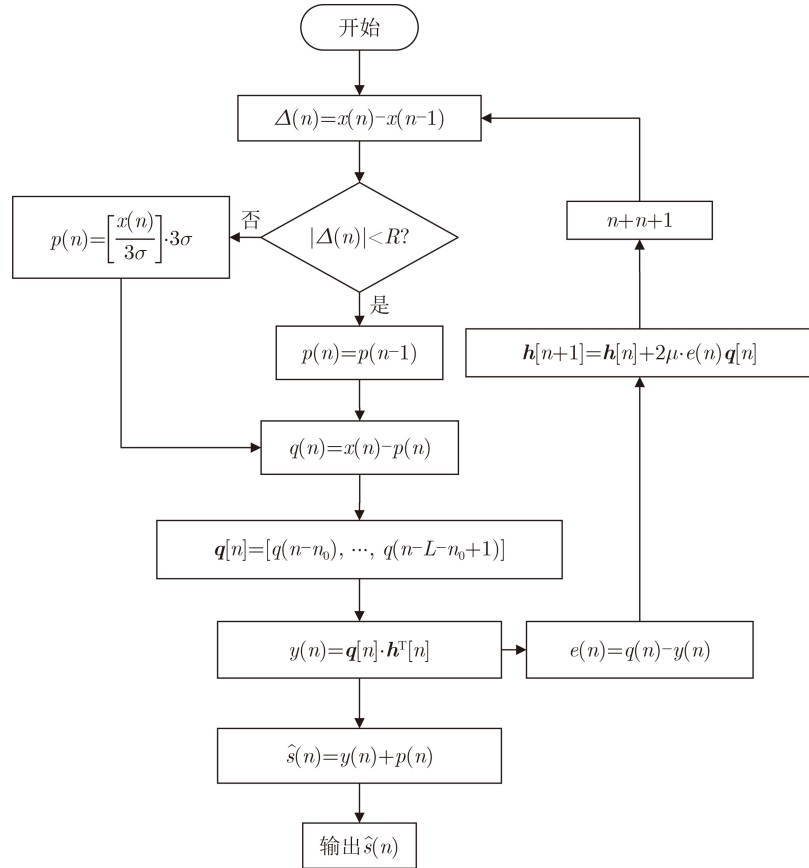 开始
Δ(n)=x(n)-x(n-1)
|Δ(n)|<R?
否
p(n)=[x(n)/3σ]·3σ
是
p(n)=p(n-1)
q(n)=x(n)-p(n)
q[n]=[q(n-n₀), ⋯, q(n-L-n₀+1)]
y(n)=q[n]·hᵀ[n]
e(n)=q(n)-y(n)
h[n+1]=h[n]+2μ·e(n)q[n]
n+n+1
ŝ(n)=y(n)+p(n)
输出ŝ(n)